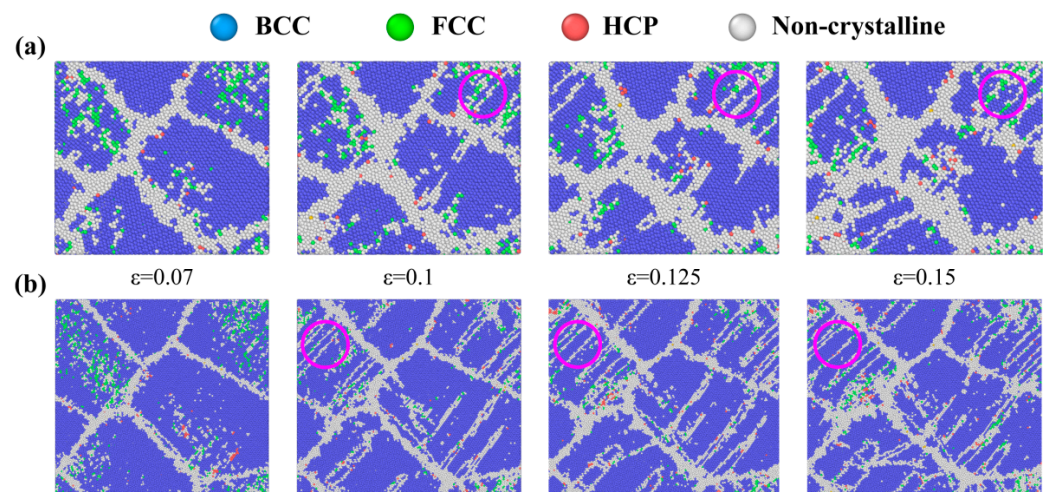 BCC FCC HCP Non-crystalline
(a)
ε=0.07 ε=0.1 ε=0.125 ε=0.15
(b)